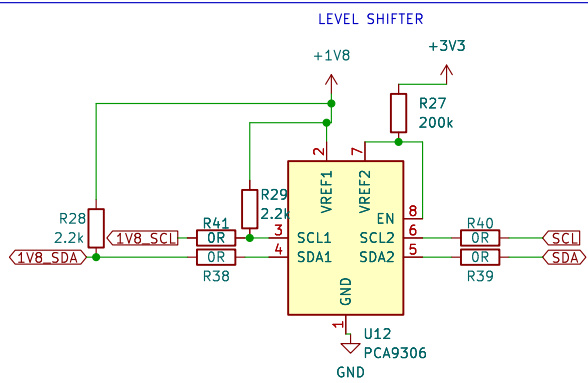 LEVEL SHIFTER
+1V8
+3V3
R27
200k
2
7
VREF1
VREF2
R29
2.2k
R28
2.2k
8
EN
R41
0R
1V8_SCL
3
SCL1
SCL2
6
R40
0R
SCL
1V8_SDA
0R
R38
4
SDA1
SDA2
5
0R
R39
SDA
GND
1
U12
PCA9306
GND